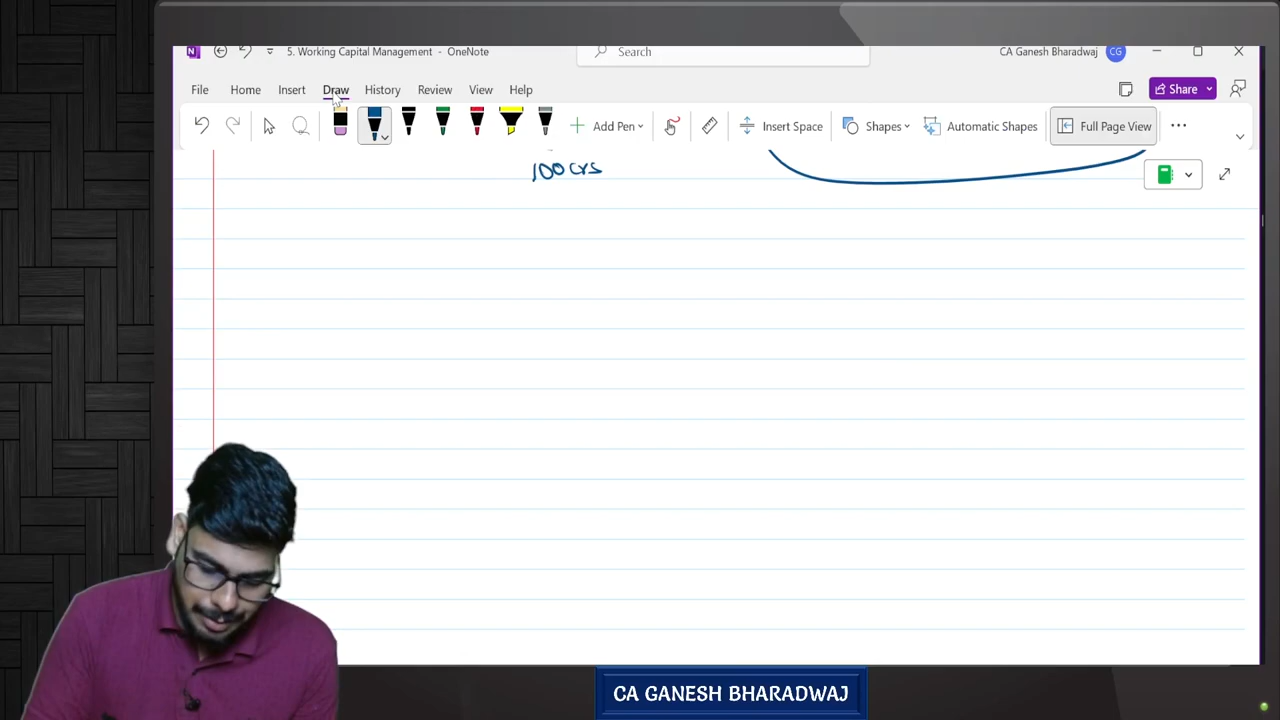 5. Working Capital Management - OneNote
Search
CA Ganesh Bharadwaj CG
File Home Insert Draw History Review View Help
Share
Add Pen
Insert Space
Shapes
Automatic Shapes
Full Page View
100 crs
CA GANESH BHARADWAJ